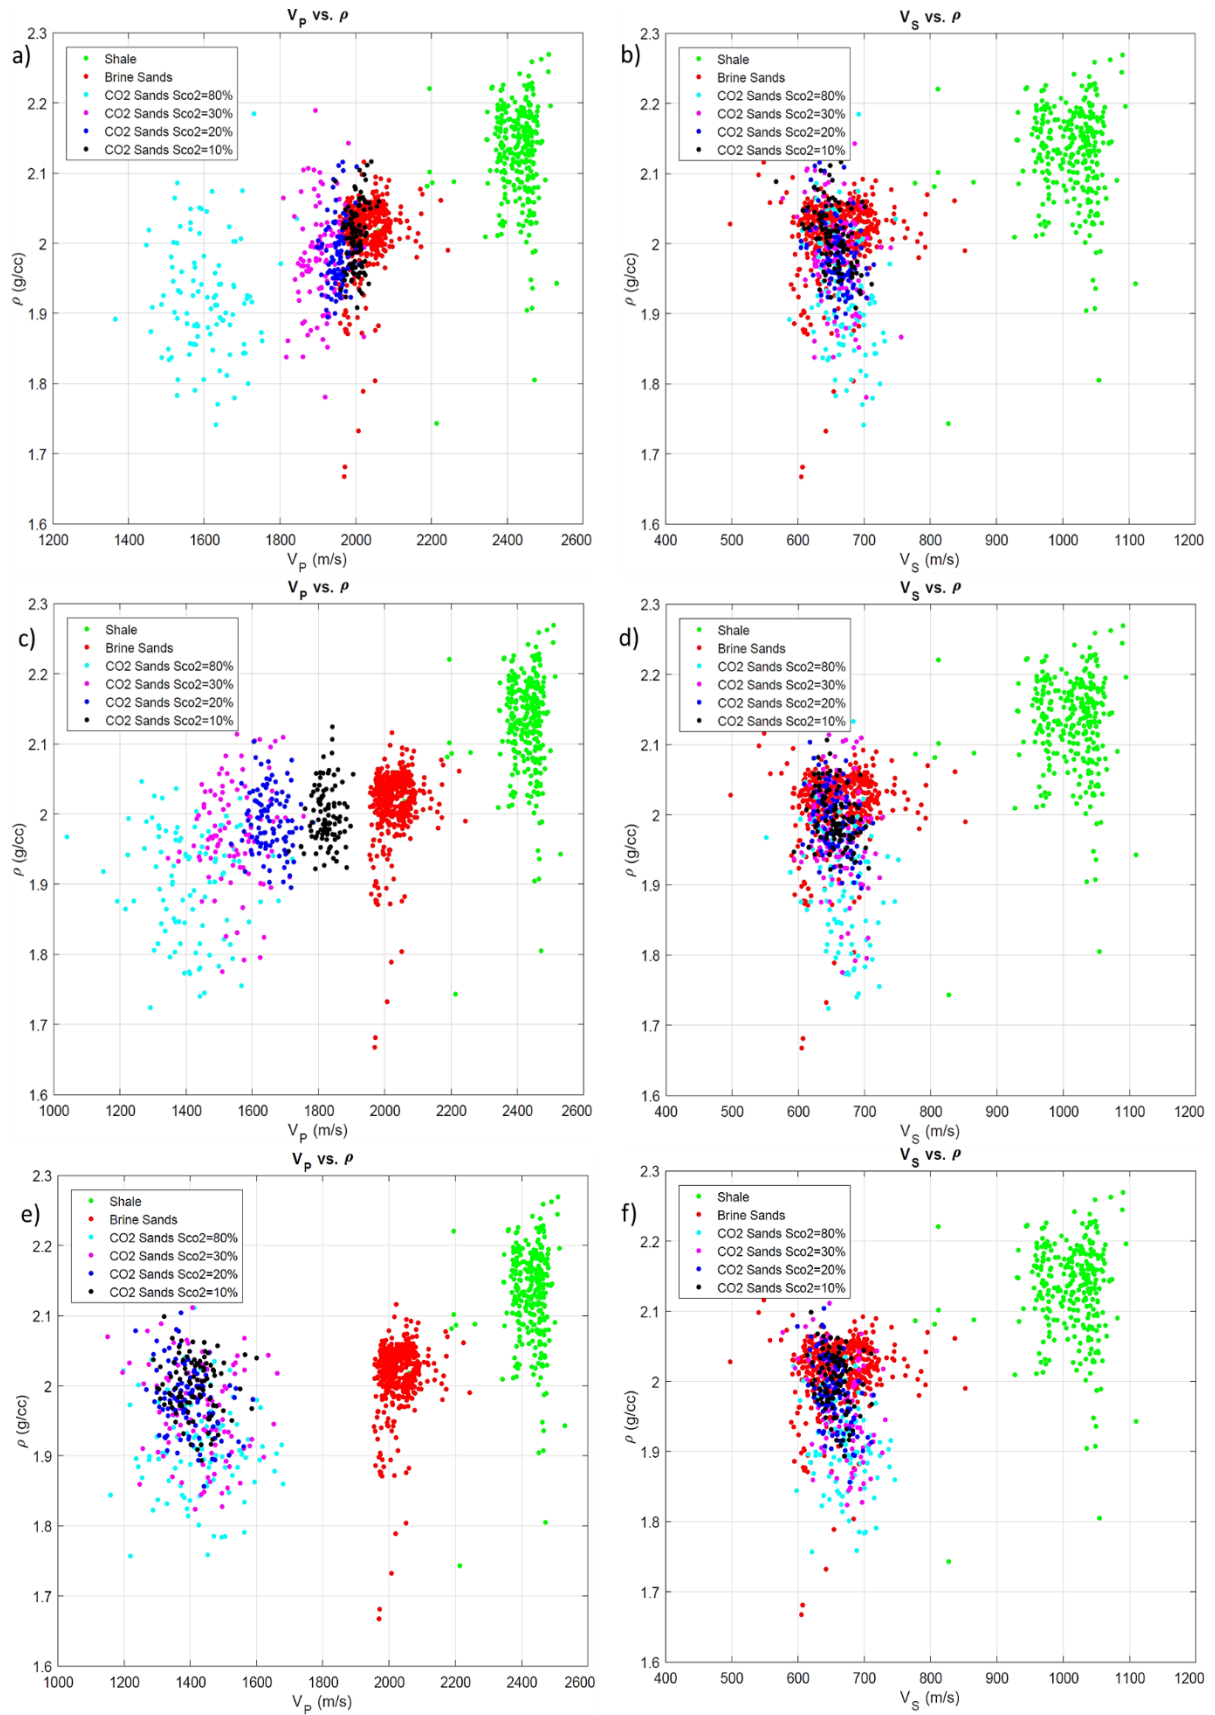 V_P vs. ρ
a)
2.3
2.2
2.1
2
1.9
1.8
1.7
1.6
ρ (g/cc)
Shale
Brine Sands
CO2 Sands Sco2=80%
CO2 Sands Sco2=30%
CO2 Sands Sco2=20%
CO2 Sands Sco2=10%
1200 1400 1600 1800 2000 2200 2400 2600
V_P (m/s)
V_S vs. ρ
b)
2.3
2.2
2.1
2
1.9
1.8
1.7
1.6
ρ (g/cc)
Shale
Brine Sands
CO2 Sands Sco2=80%
CO2 Sands Sco2=30%
CO2 Sands Sco2=20%
CO2 Sands Sco2=10%
400 500 600 700 800 900 1000 1100 1200
V_S (m/s)
V_P vs. ρ
c)
2.3
2.2
2.1
2
1.9
1.8
1.7
1.6
ρ (g/cc)
Shale
Brine Sands
CO2 Sands Sco2=80%
CO2 Sands Sco2=30%
CO2 Sands Sco2=20%
CO2 Sands Sco2=10%
1000 1200 1400 1600 1800 2000 2200 2400 2600
V_P (m/s)
V_S vs. ρ
d)
2.3
2.2
2.1
2
1.9
1.8
1.7
1.6
ρ (g/cc)
Shale
Brine Sands
CO2 Sands Sco2=80%
CO2 Sands Sco2=30%
CO2 Sands Sco2=20%
CO2 Sands Sco2=10%
400 500 600 700 800 900 1000 1100 1200
V_S (m/s)
V_P vs. ρ
e)
2.3
2.2
2.1
2
1.9
1.8
1.7
1.6
ρ (g/cc)
Shale
Brine Sands
CO2 Sands Sco2=80%
CO2 Sands Sco2=30%
CO2 Sands Sco2=20%
CO2 Sands Sco2=10%
1000 1200 1400 1600 1800 2000 2200 2400 2600
V_P (m/s)
V_S vs. ρ
f)
2.3
2.2
2.1
2
1.9
1.8
1.7
1.6
ρ (g/cc)
Shale
Brine Sands
CO2 Sands Sco2=80%
CO2 Sands Sco2=30%
CO2 Sands Sco2=20%
CO2 Sands Sco2=10%
400 500 600 700 800 900 1000 1100 1200
V_S (m/s)